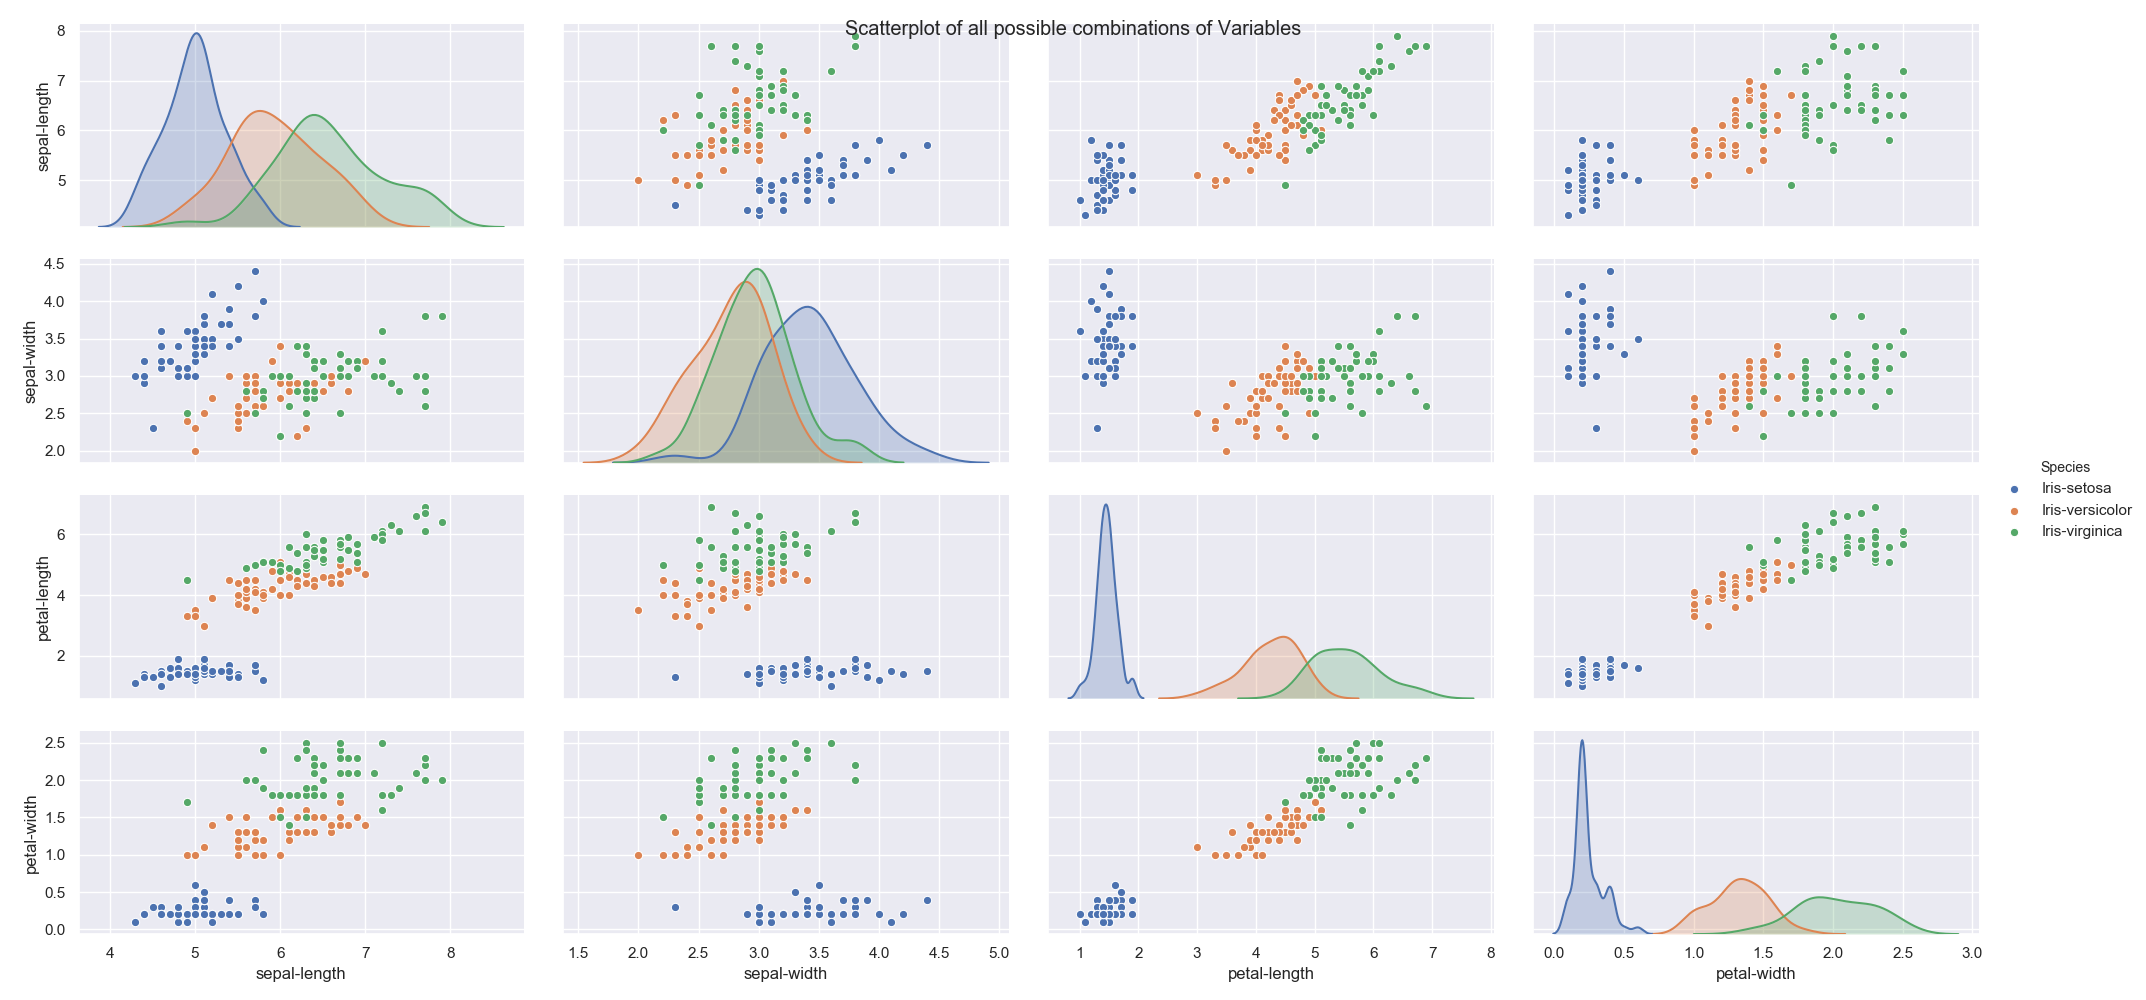 Scatterplot of all possible combinations of Variables
8
7
6
5
sepal-length
4.5
4.0
3.5
3.0
2.5
2.0
sepal-width
6
4
2
petal-length
2.5
2.0
1.5
1.0
0.5
0.0
petal-width
4 5 6 7 8
sepal-length
1.5 2.0 2.5 3.0 3.5 4.0 4.5 5.0
sepal-width
1 2 3 4 5 6 7 8
petal-length
0.0 0.5 1.0 1.5 2.0 2.5 3.0
petal-width
Species
Iris-setosa
Iris-versicolor
Iris-virginica